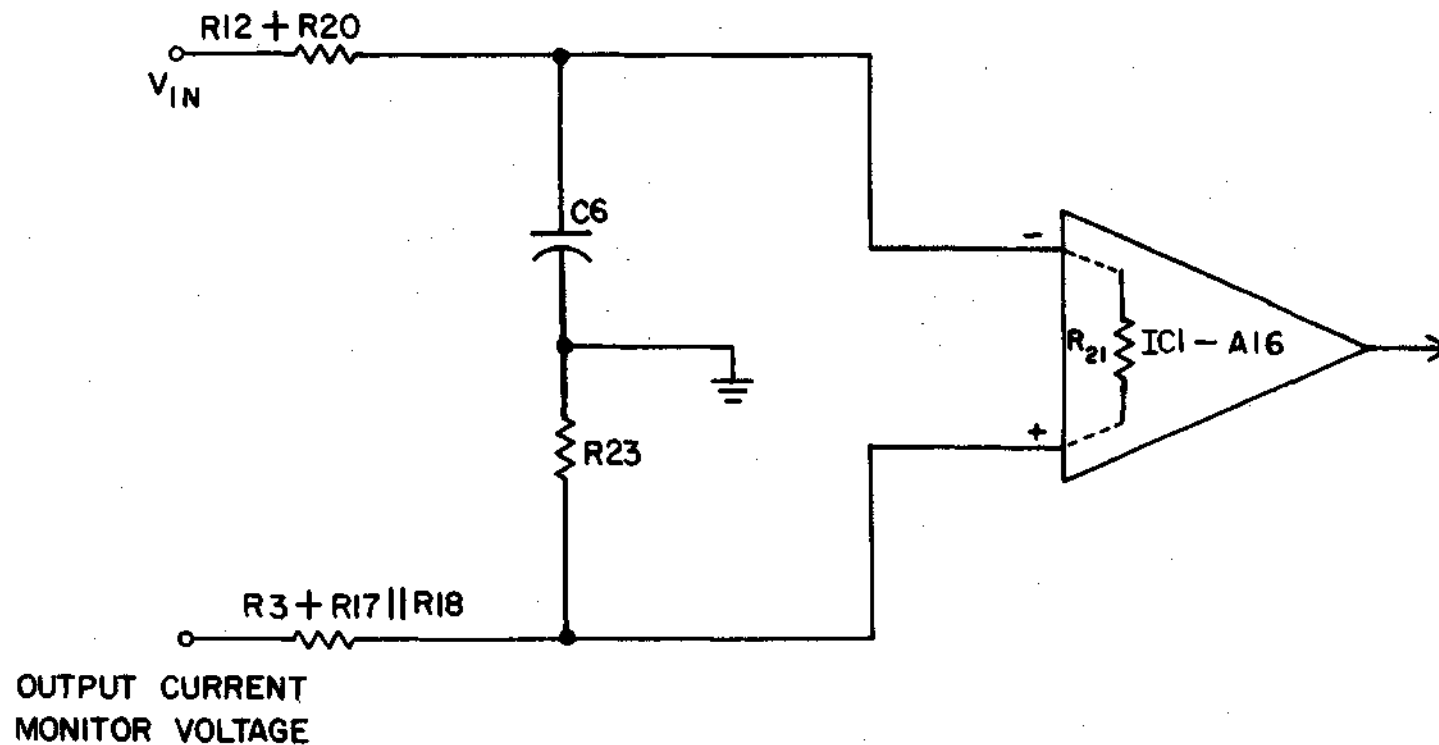 R12 + R20
VIN
C6
-
R21 IC1 - A16
+
R23
R3 + R17 || R18
OUTPUT CURRENT
MONITOR VOLTAGE